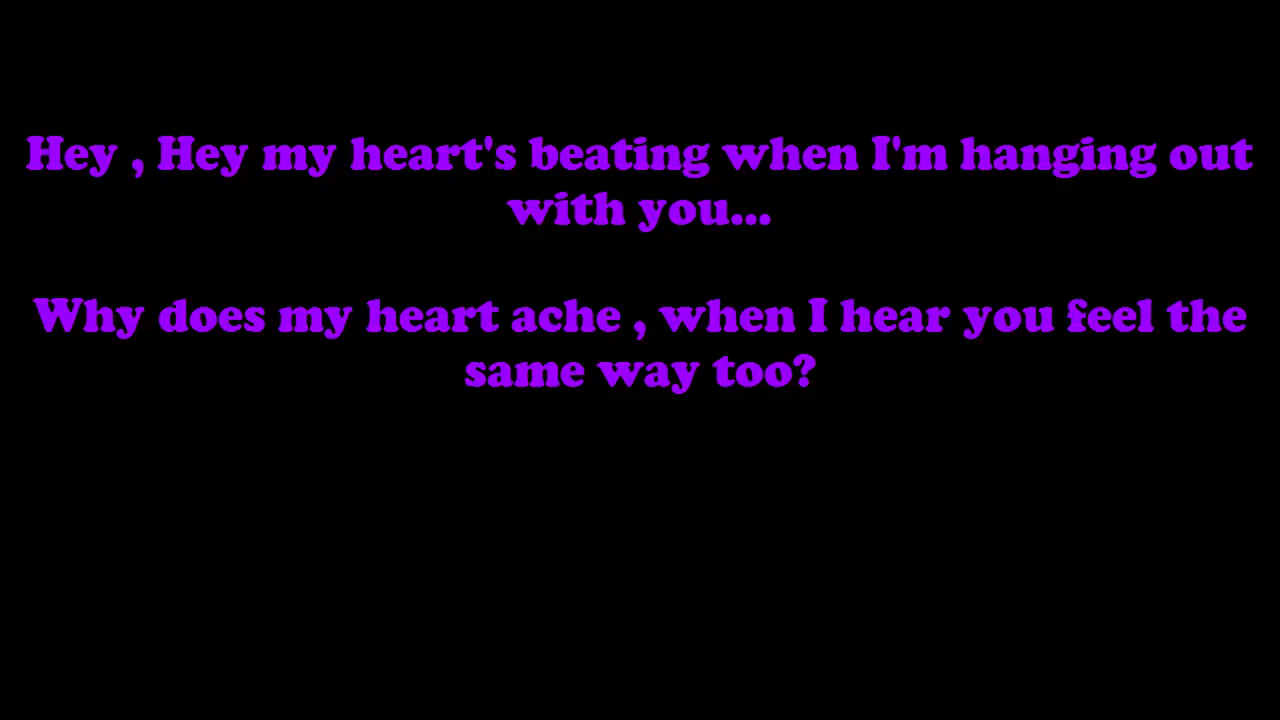 Hey , Hey my heart's beating when I'm hanging out
with you...
Why does my heart ache , when I hear you feel the
same way too?